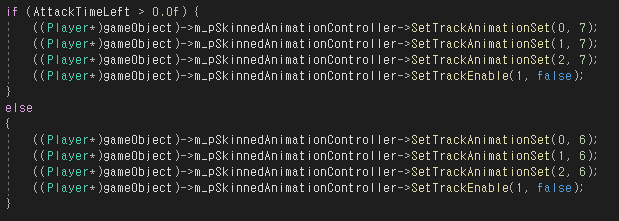 if (AttackTimeLeft > 0.0f) {
((Player*)gameObject)->m_pSkinnedAnimationController->SetTrackAnimationSet(0, 7);
((Player*)gameObject)->m_pSkinnedAnimationController->SetTrackAnimationSet(1, 7);
((Player*)gameObject)->m_pSkinnedAnimationController->SetTrackAnimationSet(2, 7);
((Player*)gameObject)->m_pSkinnedAnimationController->SetTrackEnable(1, false);
}
else
{
((Player*)gameObject)->m_pSkinnedAnimationController->SetTrackAnimationSet(0, 6);
((Player*)gameObject)->m_pSkinnedAnimationController->SetTrackAnimationSet(1, 6);
((Player*)gameObject)->m_pSkinnedAnimationController->SetTrackAnimationSet(2, 6);
((Player*)gameObject)->m_pSkinnedAnimationController->SetTrackEnable(1, false);
}